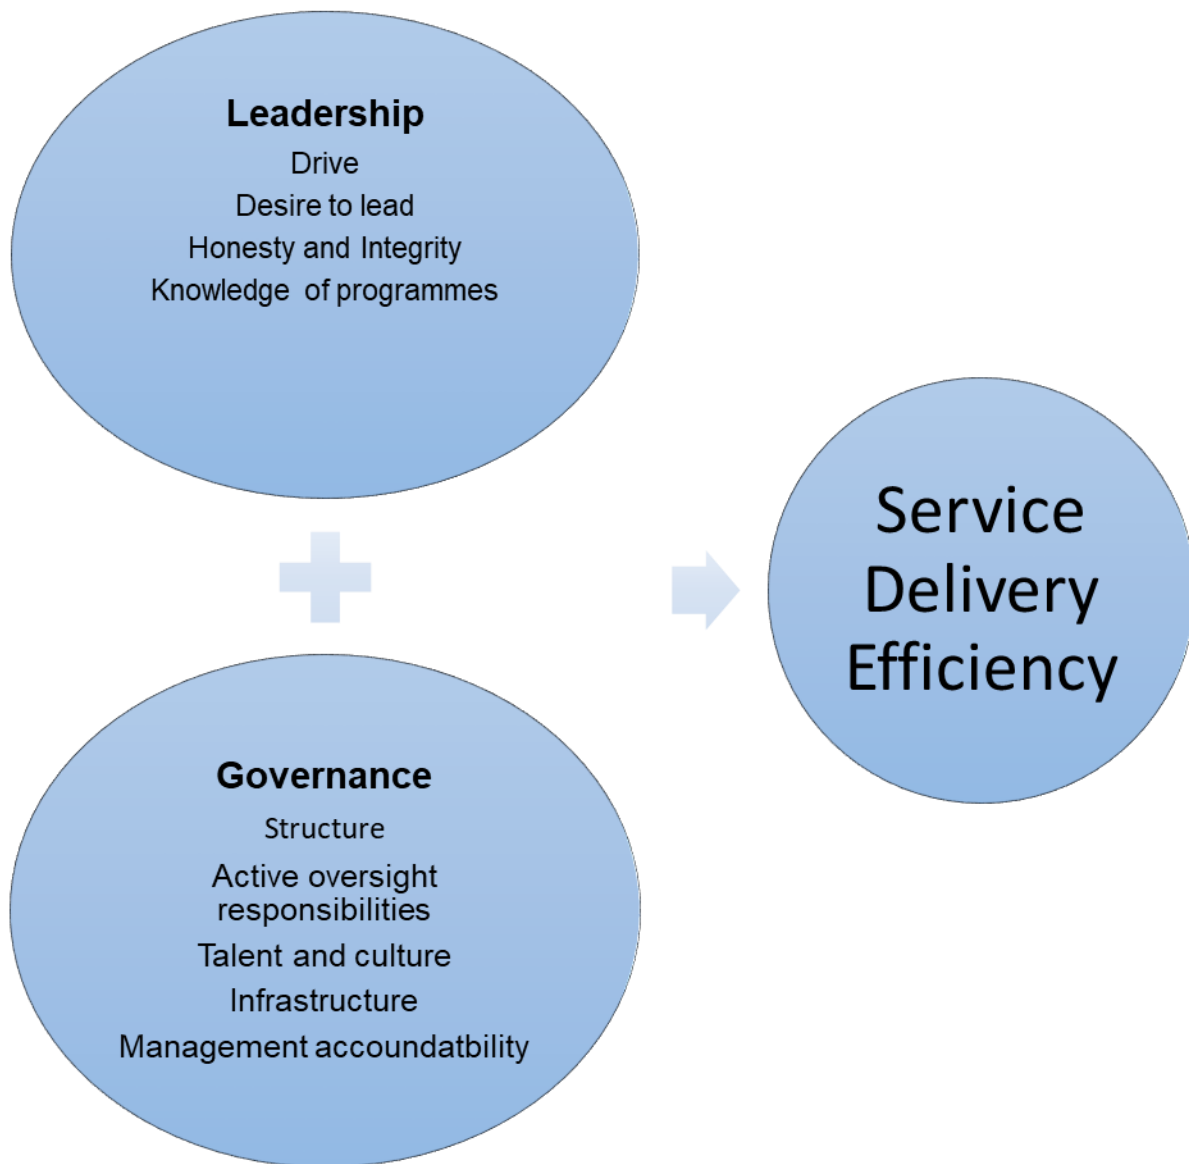 Leadership
Drive
Desire to lead
Honesty and Integrity
Knowledge of programmes
Service
Delivery
Efficiency
Governance
Structure
Active oversight
responsibilities
Talent and culture
Infrastructure
Management accoundatbility